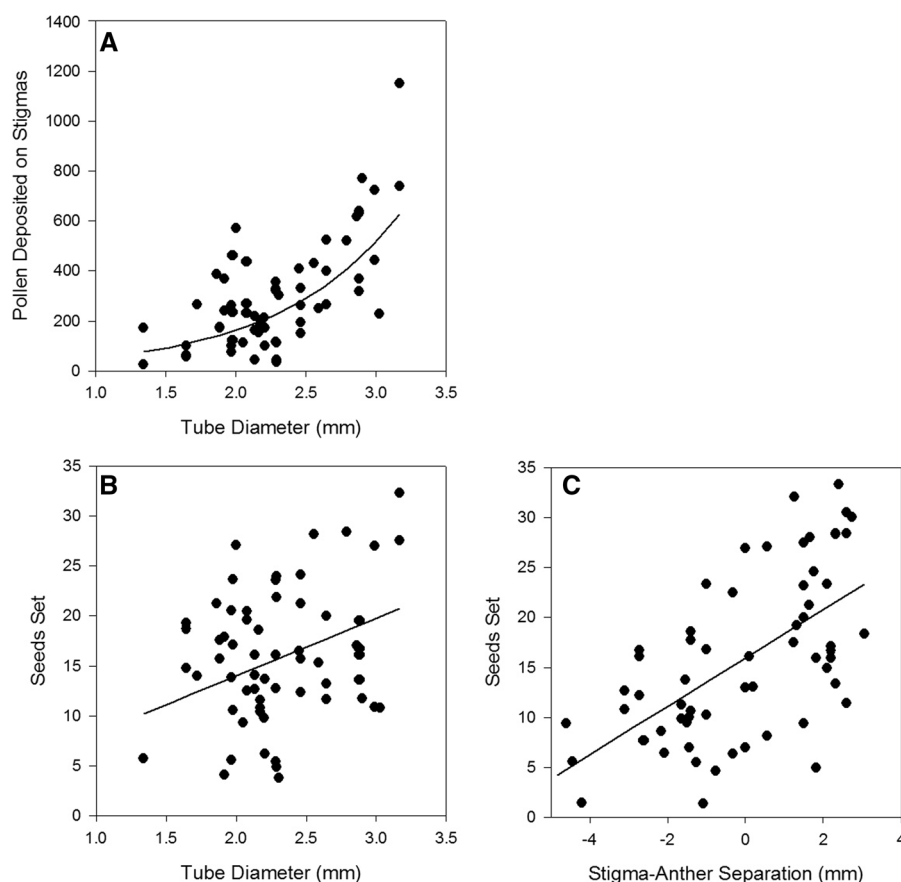 A
1400
1200
1000
800
600
400
200
0
Pollen Deposited on Stigmas
1.0 1.5 2.0 2.5 3.0 3.5
Tube Diameter (mm)
B
35
30
25
20
15
10
5
0
Seeds Set
1.0 1.5 2.0 2.5 3.0 3.5
Tube Diameter (mm)
C
35
30
25
20
15
10
5
0
Seeds Set
-4 -2 0 2 4
Stigma-Anther Separation (mm)